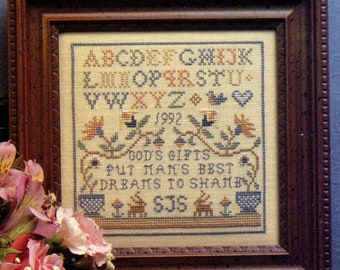 ABCDEFGHIJK
LMNOPQRSTU
VWXYZ
1992
GOD'S GIFTS
PUT MAN'S BEST
DREAMS TO SHAME
SJS